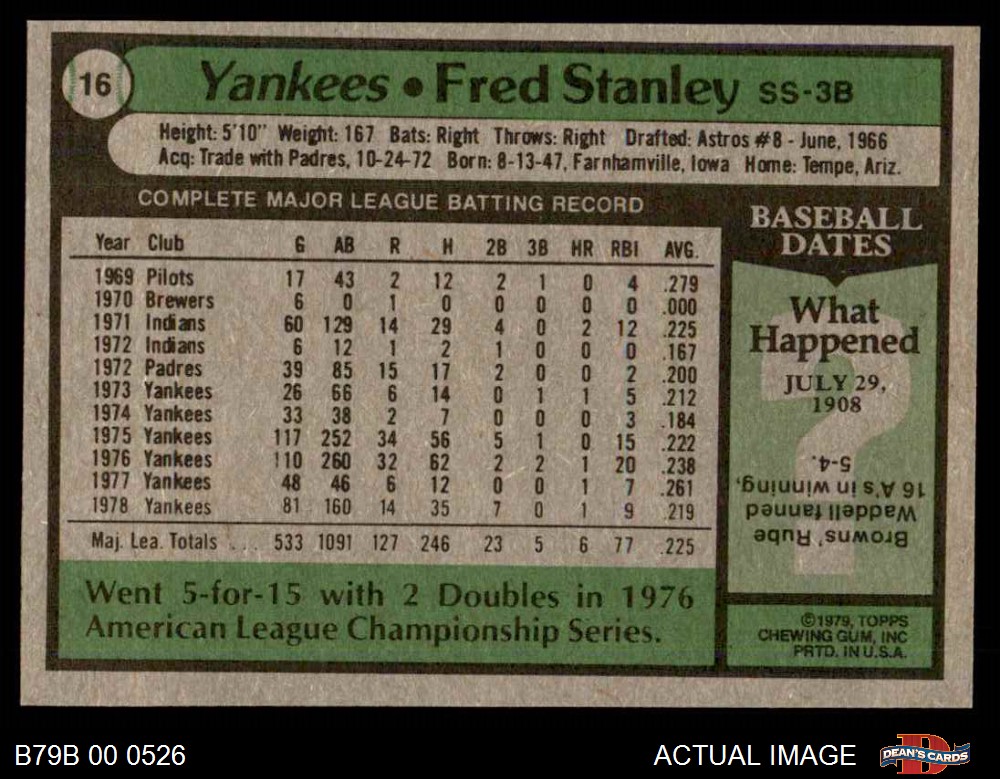 16
Yankees • Fred Stanley SS-3B
Height: 5'10" Weight: 167 Bats: Right Throws: Right Drafted: Astros #8 - June, 1966
Acq: Trade with Padres, 10-24-72 Born: 8-13-47, Farnhamville, Iowa Home: Tempe, Ariz.
COMPLETE MAJOR LEAGUE BATTING RECORD
Year Club G AB R H 2B 3B HR RBI AVG.
1969 Pilots 17 43 2 12 2 1 0 4 .279
1970 Brewers 6 0 1 0 0 0 0 0 .000
1971 Indians 60 129 14 29 4 0 2 12 .225
1972 Indians 6 12 1 2 1 0 0 0 .167
1972 Padres 39 85 15 17 2 0 0 2 .200
1973 Yankees 26 66 6 14 0 1 1 5 .212
1974 Yankees 33 38 2 7 0 0 0 3 .184
1975 Yankees 117 252 34 56 5 1 0 15 .222
1976 Yankees 110 260 32 62 2 2 1 20 .238
1977 Yankees 48 46 6 12 0 0 1 7 .261
1978 Yankees 81 160 14 35 7 0 1 9 .219
Maj. Lea. Totals ... 533 1091 127 246 23 5 6 77 .225
Went 5-for-15 with 2 Doubles in 1976
American League Championship Series.
BASEBALL
DATES
What
Happened
JULY 29,
1908
?
Browns' Rube
Waddell fanned
16 A's in winning,
5-4.
©1979, TOPPS
CHEWING GUM, INC
PRTD. IN U.S.A.
B79B 00 0526
ACTUAL IMAGE
D
DEAN'S CARDS